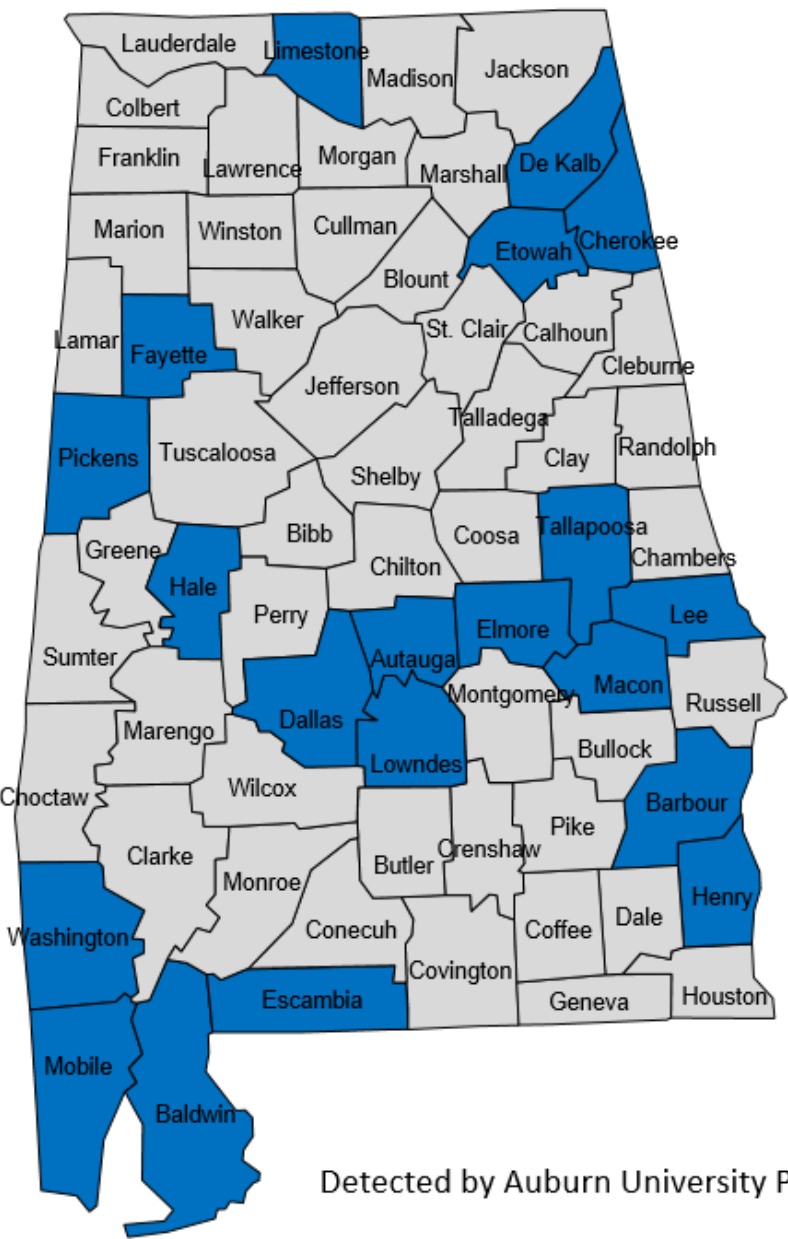 Lauderdale
Limestone
Madison
Jackson
Colbert
Franklin
Lawrence
Morgan
Marshall
De Kalb
Marion
Winston
Cullman
Blount
Etowah
Cherokee
Lamar
Fayette
Walker
Jefferson
St. Clair
Calhoun
Cleburne
Pickens
Tuscaloosa
Shelby
Talladega
Clay
Randolph
Greene
Hale
Bibb
Chilton
Coosa
Tallapoosa
Chambers
Sumter
Perry
Autauga
Elmore
Lee
Macon
Russell
Marengo
Dallas
Lowndes
Montgomery
Bullock
Choctaw
Wilcox
Butler
Crenshaw
Pike
Barbour
Clarke
Monroe
Conecuh
Covington
Coffee
Dale
Henry
Washington
Escambia
Geneva
Houston
Mobile
Baldwin
Detected by Auburn University P